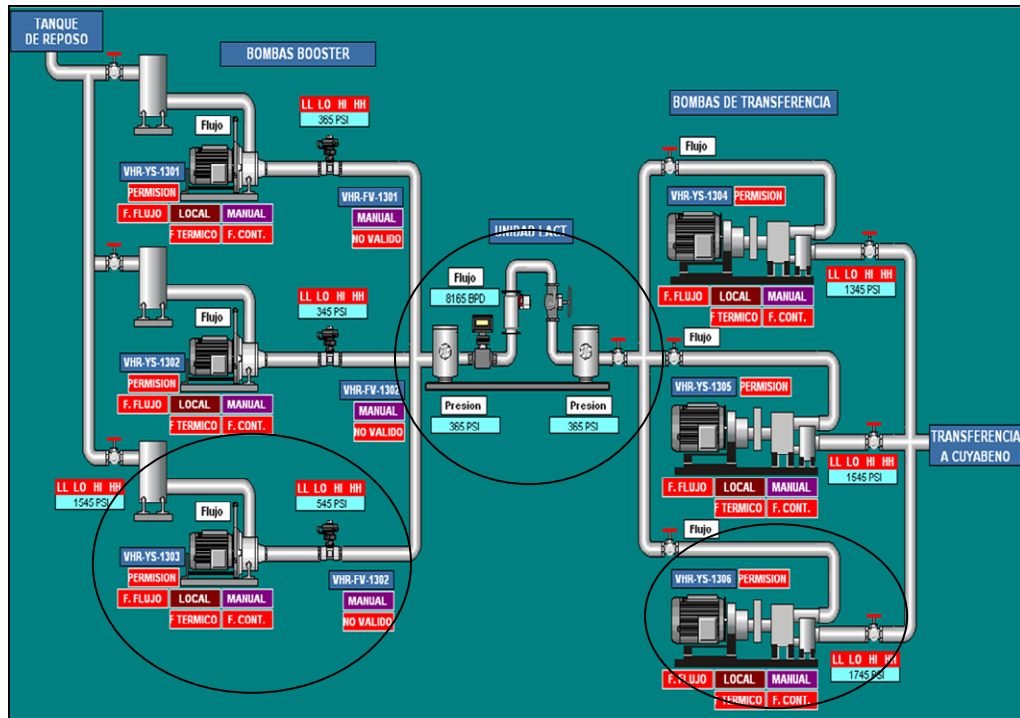 TANQUE
DE REPOSO
BOMBAS BOOSTER
LL LO HI HH
365 PSI
Flujo
VHR-YS-1301
PERMISION
F. FLUJO LOCAL MANUAL
F TERMICO F. CONT.
VHR-FV-1301
MANUAL
NO VALIDO
LL LO HI HH
345 PSI
Flujo
VHR-YS-1302
PERMISION
F. FLUJO LOCAL MANUAL
F TERMICO F. CONT.
VHR-FV-1302
MANUAL
NO VALIDO
LL LO HI HH
1545 PSI
LL LO HI HH
545 PSI
Flujo
VHR-YS-1303
PERMISION
F. FLUJO LOCAL MANUAL
F TERMICO F. CONT.
VHR-FV-1302
MANUAL
NO VALIDO
UNIDAD LACT
Flujo
8165 BPD
Presion
365 PSI
Presion
365 PSI
BOMBAS DE TRANSFERENCIA
Flujo
VHR-YS-1304 PERMISION
LL LO HI HH
1345 PSI
F. FLUJO LOCAL MANUAL
F TERMICO F. CONT.
Flujo
VHR-YS-1305 PERMISION
LL LO HI HH
1545 PSI
F. FLUJO LOCAL MANUAL
F TERMICO F. CONT.
TRANSFERENCIA
A CUYABENO
Flujo
VHR-YS-1306 PERMISION
LL LO HI HH
1745 PSI
F. FLUJO LOCAL MANUAL
F TERMICO F. CONT.